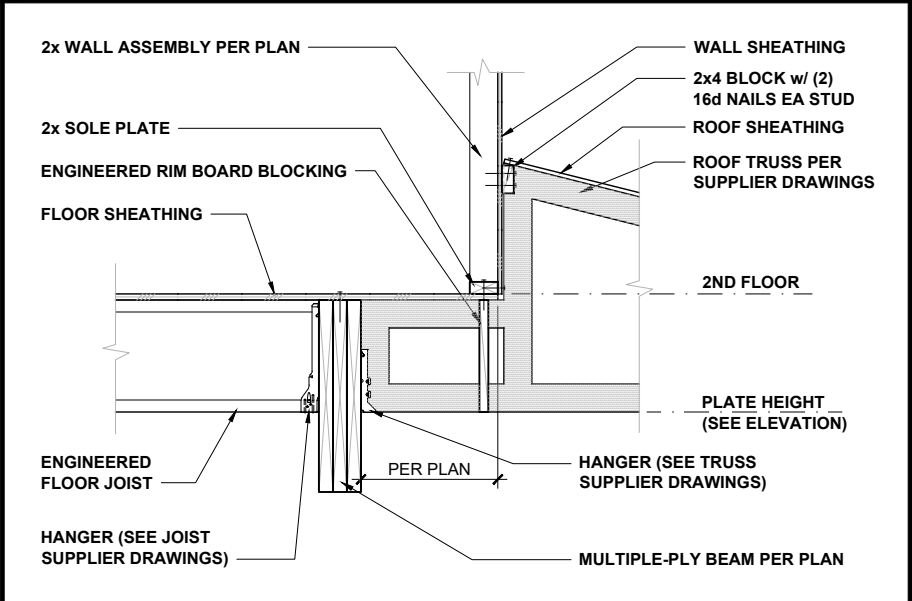 2x WALL ASSEMBLY PER PLAN
2x SOLE PLATE
ENGINEERED RIM BOARD BLOCKING
FLOOR SHEATHING
WALL SHEATHING
2x4 BLOCK w/ (2)
16d NAILS EA STUD
ROOF SHEATHING
ROOF TRUSS PER
SUPPLIER DRAWINGS
2ND FLOOR
PLATE HEIGHT
(SEE ELEVATION)
ENGINEERED
FLOOR JOIST
PER PLAN
HANGER (SEE TRUSS
SUPPLIER DRAWINGS)
HANGER (SEE JOIST
SUPPLIER DRAWINGS)
MULTIPLE-PLY BEAM PER PLAN